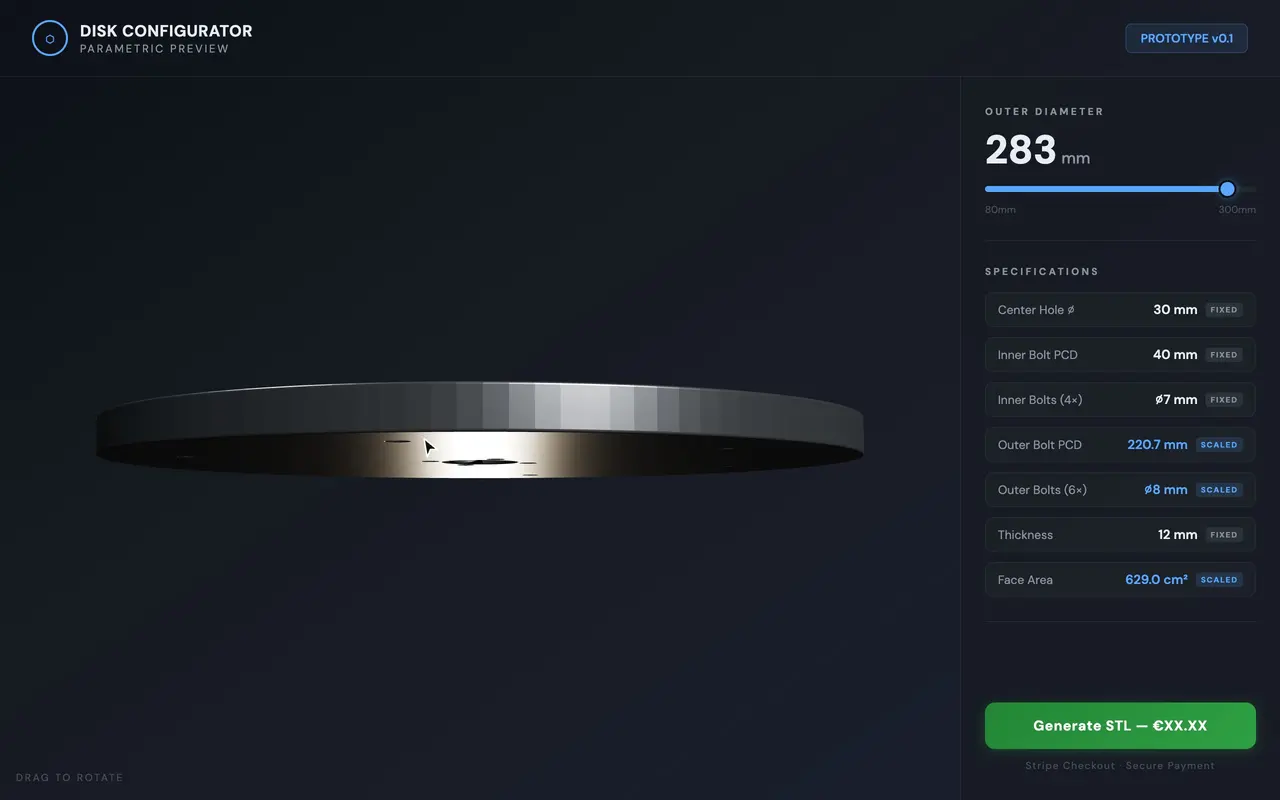 DISK CONFIGURATOR
PARAMETRIC PREVIEW
PROTOTYPE v0.1
OUTER DIAMETER
283 mm
80mm 300mm
SPECIFICATIONS
Center Hole ⌀ 30 mm FIXED
Inner Bolt PCD 40 mm FIXED
Inner Bolts (4×) ⌀7 mm FIXED
Outer Bolt PCD 220.7 mm SCALED
Outer Bolts (6×) ⌀8 mm SCALED
Thickness 12 mm FIXED
Face Area 629.0 cm² SCALED
Generate STL — €XX.XX
Stripe Checkout · Secure Payment
DRAG TO ROTATE